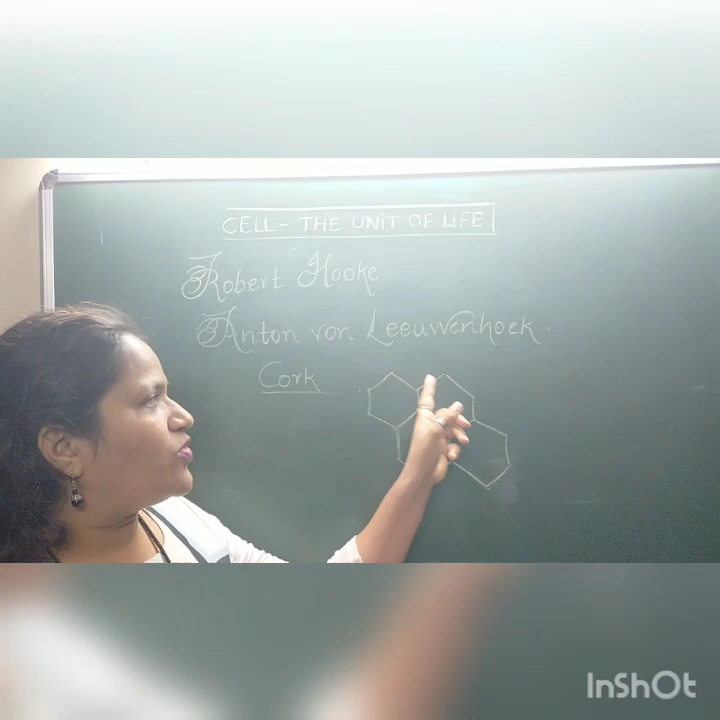 CELL - THE UNIT OF LIFE
Robert Hooke
Anton von Leeuwenhoek.
Cork
InShOt